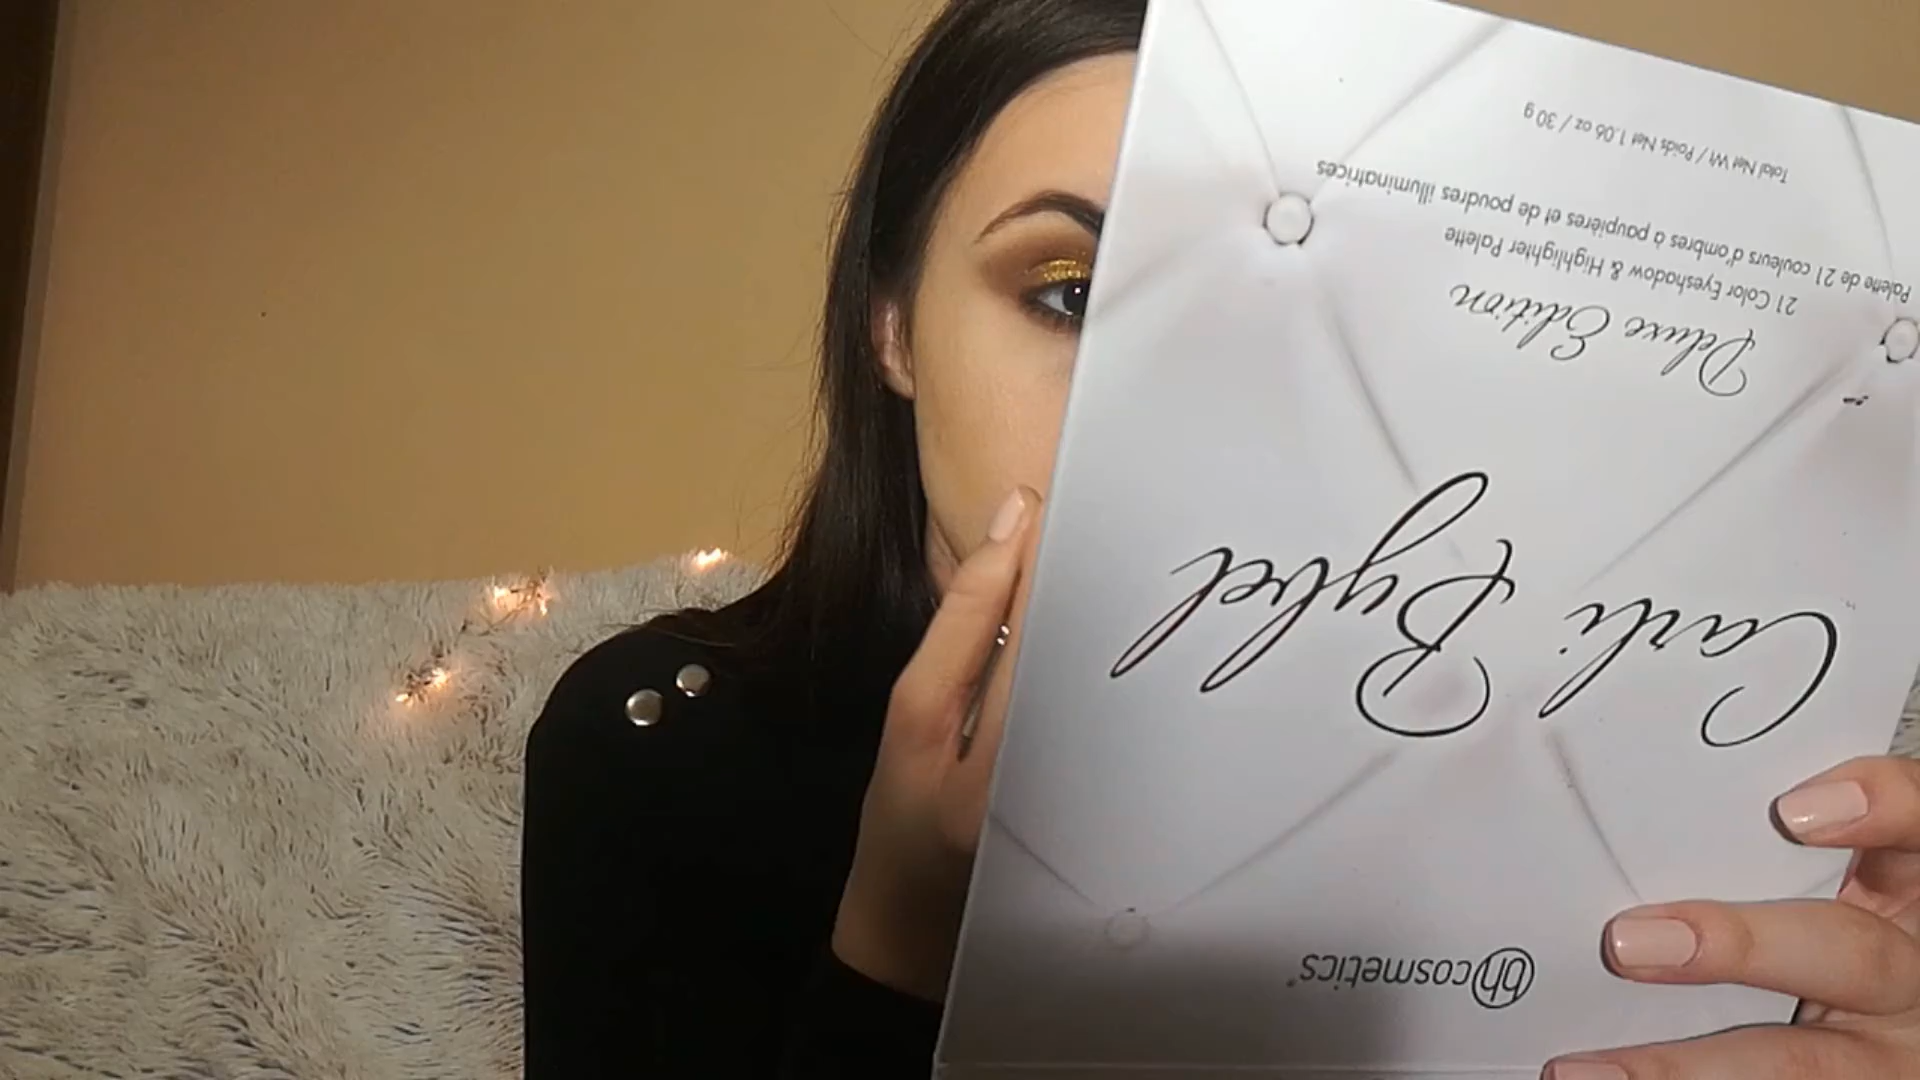 bh cosmetics®
Carli Bybel
Deluxe Edition
21 Color Eyeshadow & Highlighter Palette
Palette de 21 couleurs d'ombres à paupières et de poudres illuminatrices
Total Net Wt / Poids Net 1.06 oz / 30 g